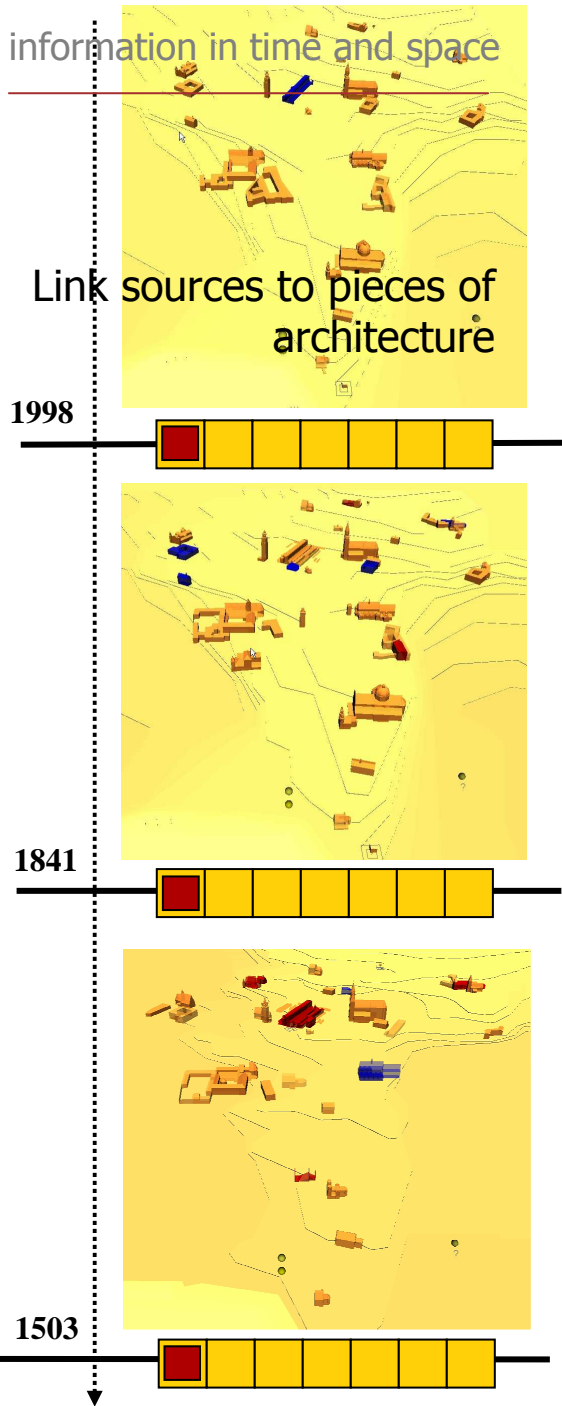 information in time and space
Link sources to pieces of
architecture
1998
?
1841
?
1503